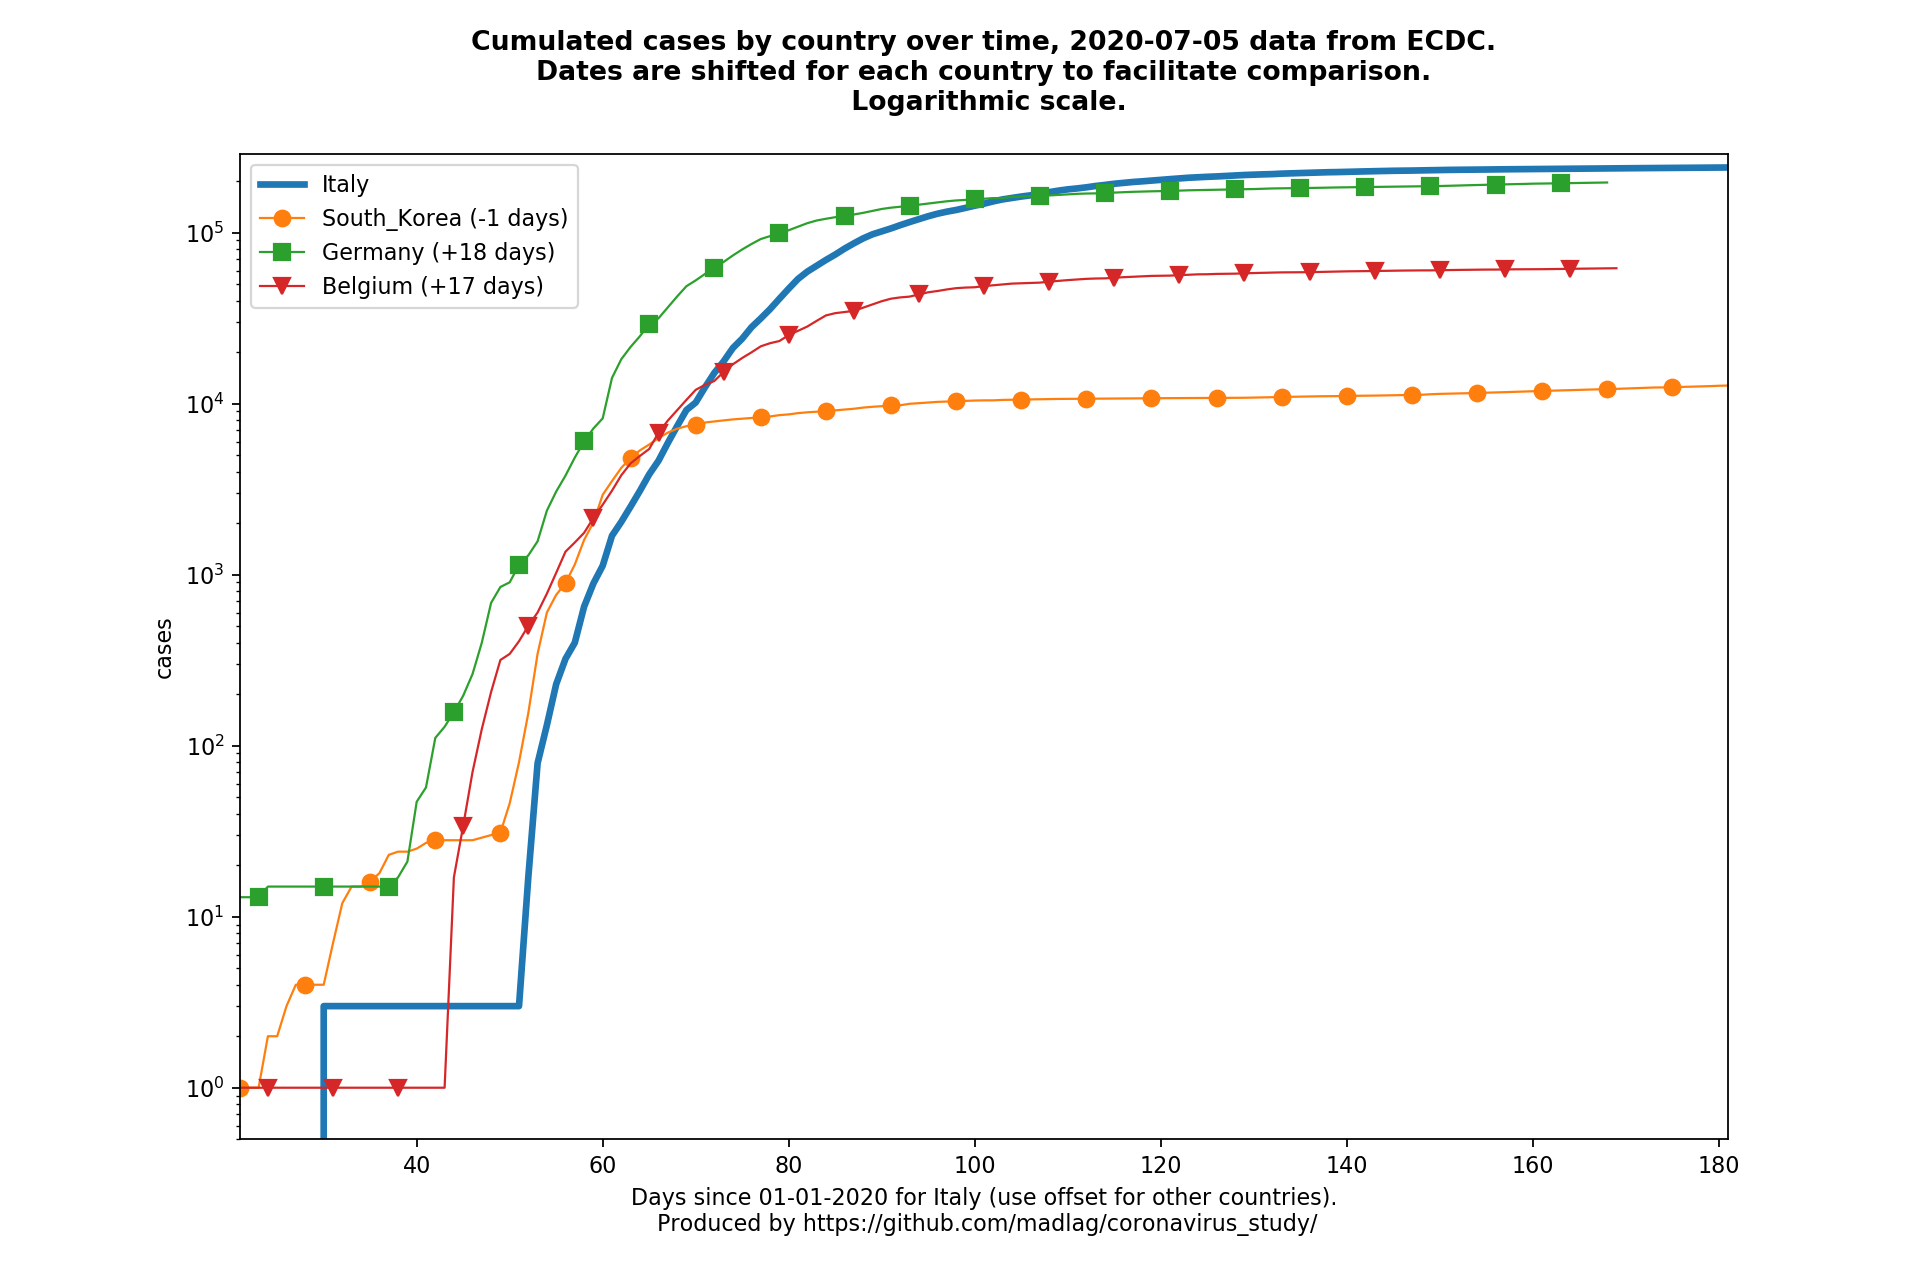 Cumulated cases by country over time, 2020-07-05 data from ECDC.
Dates are shifted for each country to facilitate comparison.
Logarithmic scale.
Italy
South_Korea (-1 days)
Germany (+18 days)
Belgium (+17 days)
10^5
10^4
10^3
10^2
10^1
10^0
cases
40 60 80 100 120 140 160 180
Days since 01-01-2020 for Italy (use offset for other countries).
Produced by https://github.com/madlag/coronavirus_study/